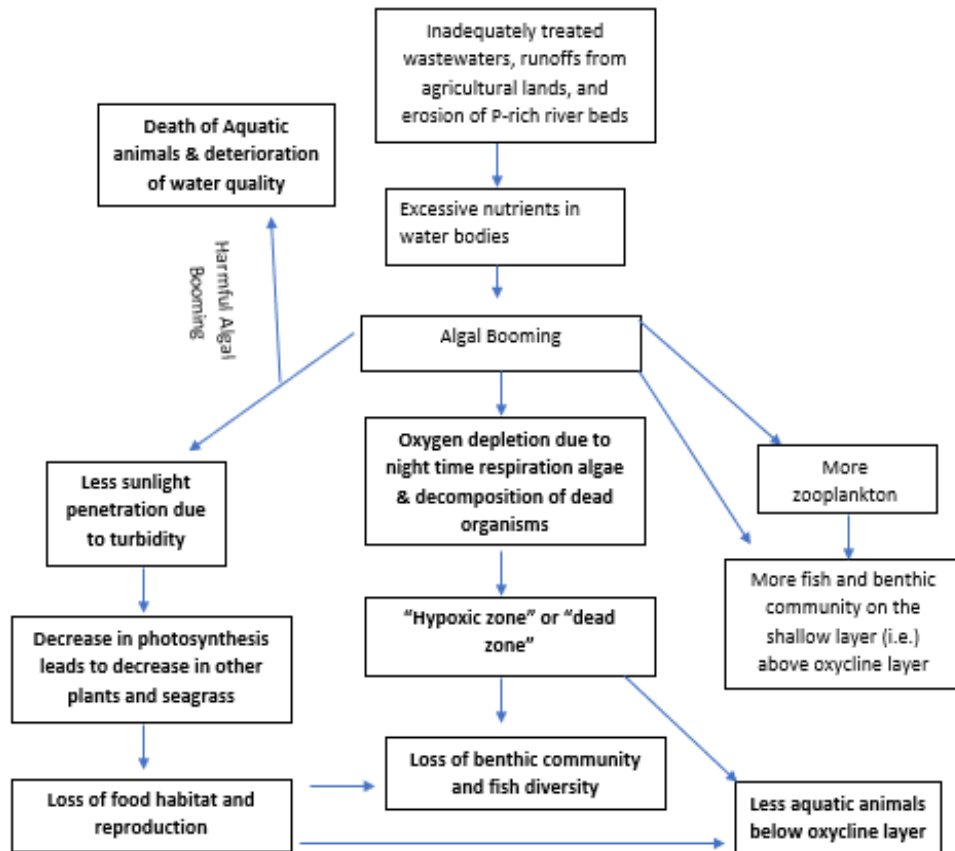 Inadequately treated
wastewaters, runoffs from
agricultural lands, and
erosion of P-rich river beds
Death of Aquatic
animals & deterioration
of water quality
Excessive nutrients in
water bodies
Harmful Algal
Booming
Algal Booming
Less sunlight
penetration due
to turbidity
Oxygen depletion due to
night time respiration algae
& decomposition of dead
organisms
More
zooplankton
More fish and benthic
community on the
shallow layer (i.e.)
above oxycline layer
Decrease in photosynthesis
leads to decrease in other
plants and seagrass
“Hypoxic zone” or “dead
zone”
Loss of food habitat and
reproduction
Loss of benthic community
and fish diversity
Less aquatic animals
below oxycline layer